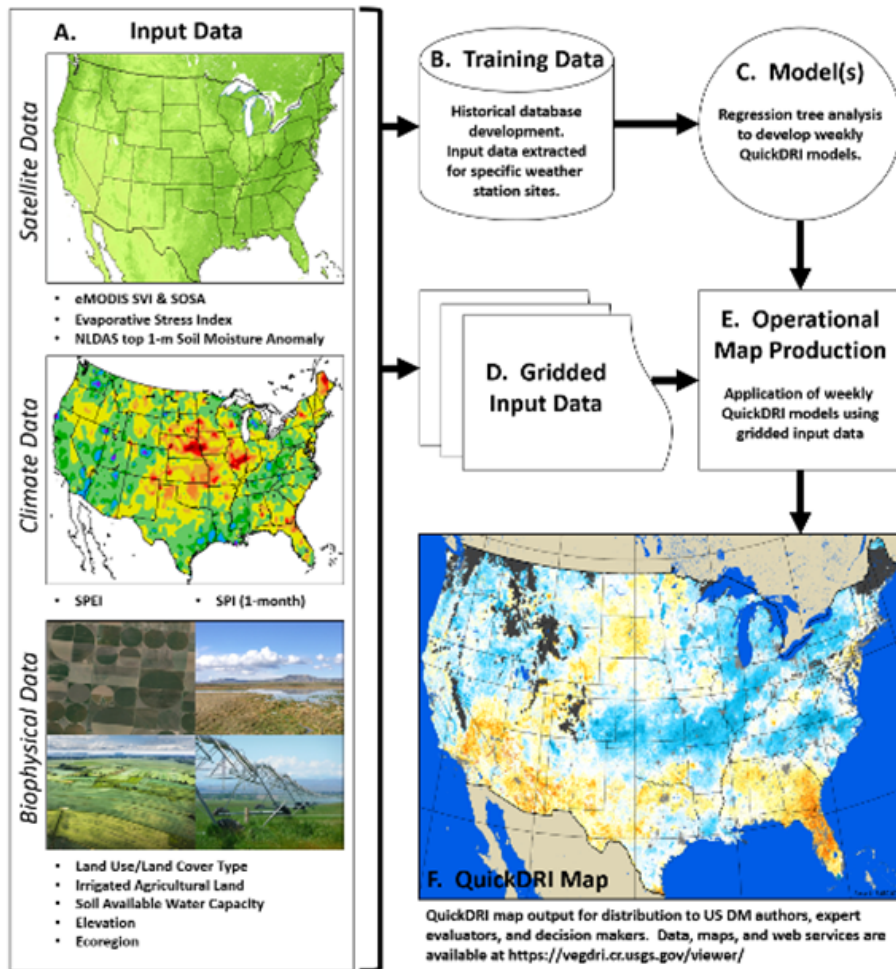 A. Input Data
Satellite Data
• eMODIS SVI & SOSA
• Evaporative Stress Index
• NLDAS top 1-m Soil Moisture Anomaly
Climate Data
• SPEI • SPI (1-month)
Biophysical Data
• Land Use/Land Cover Type
• Irrigated Agricultural Land
• Soil Available Water Capacity
• Elevation
• Ecoregion
B. Training Data
Historical database
development.
Input data extracted
for specific weather
station sites.
C. Model(s)
Regression tree analysis
to develop weekly
QuickDRI models.
D. Gridded
Input Data
E. Operational
Map Production
Application of weekly
QuickDRI models using
gridded input data
F. QuickDRI Map
QuickDRI map output for distribution to US DM authors, expert
evaluators, and decision makers. Data, maps, and web services are
available at https://vegdri.cr.usgs.gov/viewer/